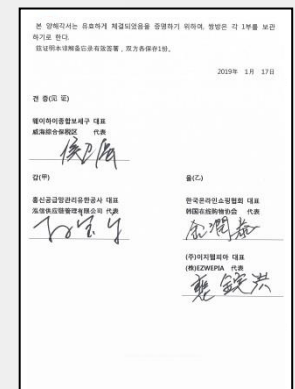 본 양해각서는 유효하게 체결되었음을 증명하기 위하여, 쌍방은 각 1부를 보관
하기로 한다.
兹证明本谅解备忘录有效签署，双方各保存1份。
2019年 1月 17日
견 증(见 证)
웨이하이종합보세구 대표
威海综合保税区 代表
갑(甲)
을(乙)
홍신공급망관리유한공사 대표
泓信供应链管理有限公司 代表
한국온라인쇼핑협회 대표
韩国在线购物协会 代表
(주)이지웹피아 대표
(株)EZWEPIA 代表